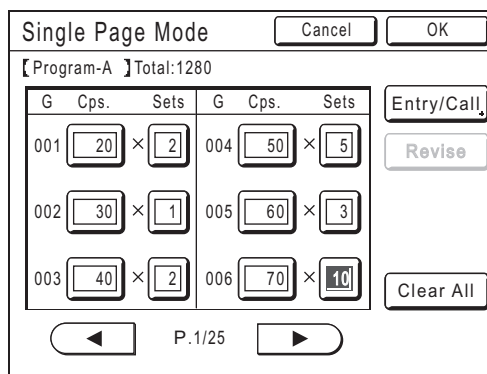 Single Page Mode Cancel OK
【Program-A 】Total:1280
G Cps. Sets G Cps. Sets Entry/Call
001 20 × 2 004 50 × 5 Revise
002 30 × 1 005 60 × 3
003 40 × 2 006 70 × 10 Clear All
◀ P.1/25 ▶